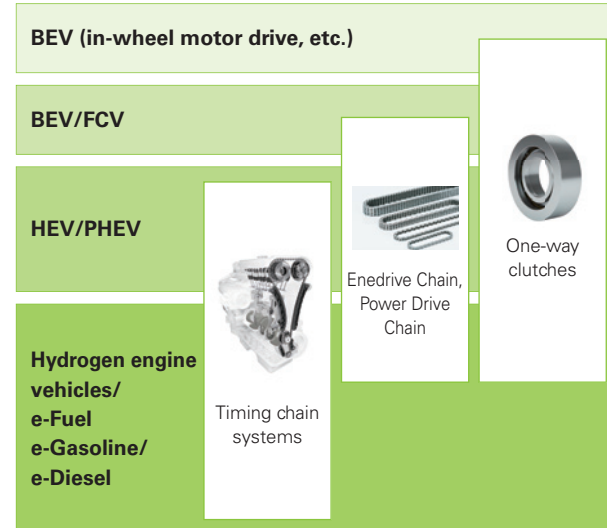 BEV (in-wheel motor drive, etc.)
BEV/FCV
HEV/PHEV
Hydrogen engine
vehicles/
e-Fuel
e-Gasoline/
e-Diesel
Timing chain
systems
Enedrive Chain,
Power Drive
Chain
One-way
clutches